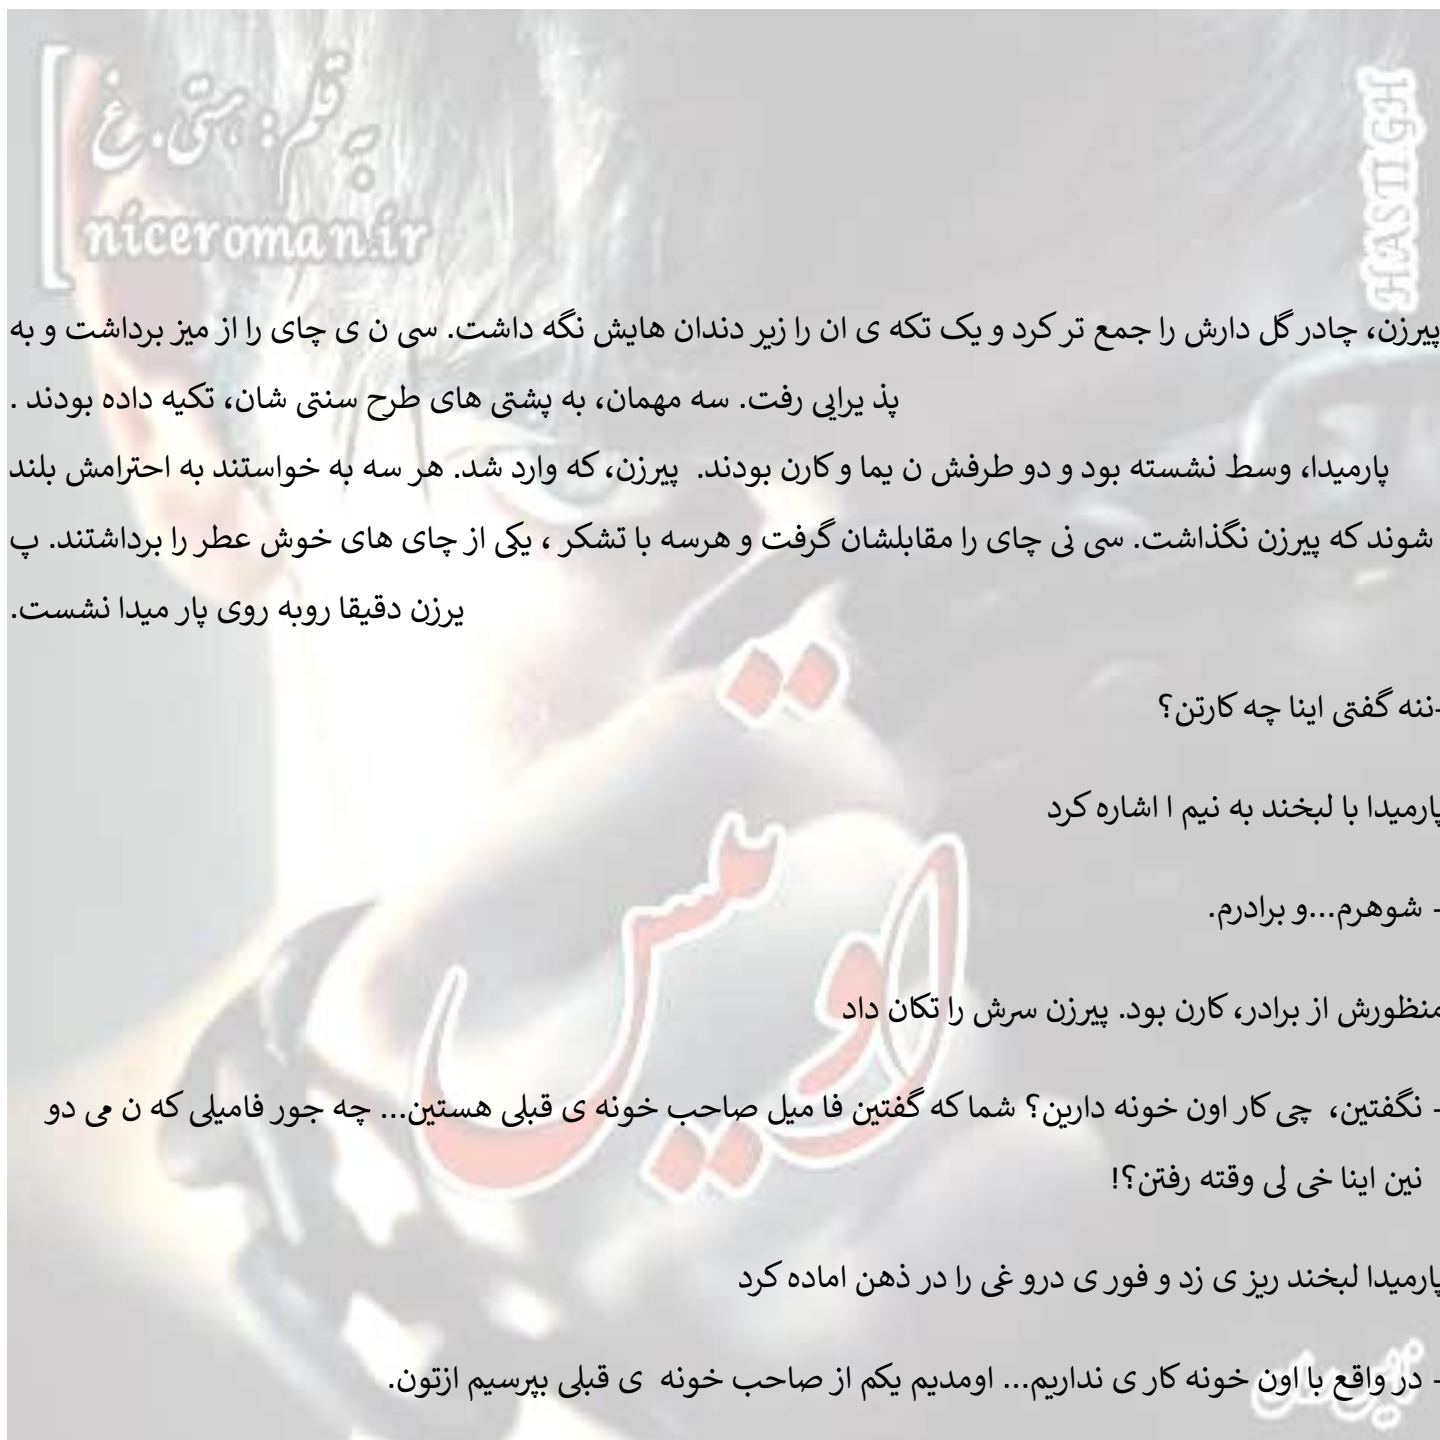 به قلم: هستی. غ
niceroman.ir
HASTI.GH
پیرزن، چادر گل دارش را جمع تر کرد و یک تکه ی ان را زیر دندان هایش نگه داشت. سی ن ی چای را از میز برداشت و به
پذ یرایی رفت. سه مهمان، به پشتی های طرح سنتی شان، تکیه داده بودند .
پارمیدا، وسط نشسته بود و دو طرفش ن یما و کارن بودند. پیرزن، که وارد شد. هر سه به خواستند به احترامش بلند
شوند که پیرزن نگذاشت. سی نی چای را مقابلشان گرفت و هرسه با تشکر ، یکی از چای های خوش عطر را برداشتند. پ
یرزن دقیقا روبه روی پار میدا نشست.
-ننه گفتی اینا چه کارتن؟
پارمیدا با لبخند به نیم ا اشاره کرد
- شوهرم...و برادرم.
منظورش از برادر، کارن بود. پیرزن سرش را تکان داد
- نگفتین، چی کار اون خونه دارین؟ شما که گفتین فا میل صاحب خونه ی قبلی هستین... چه جور فامیلی که ن می دو
نین اینا خی لی وقته رفتن؟!
پارمیدا لبخند ریز ی زد و فور ی درو غی را در ذهن اماده کرد
- در واقع با اون خونه کار ی نداریم... اومدیم یکم از صاحب خونه ی قبلی بپرسیم ازتون.